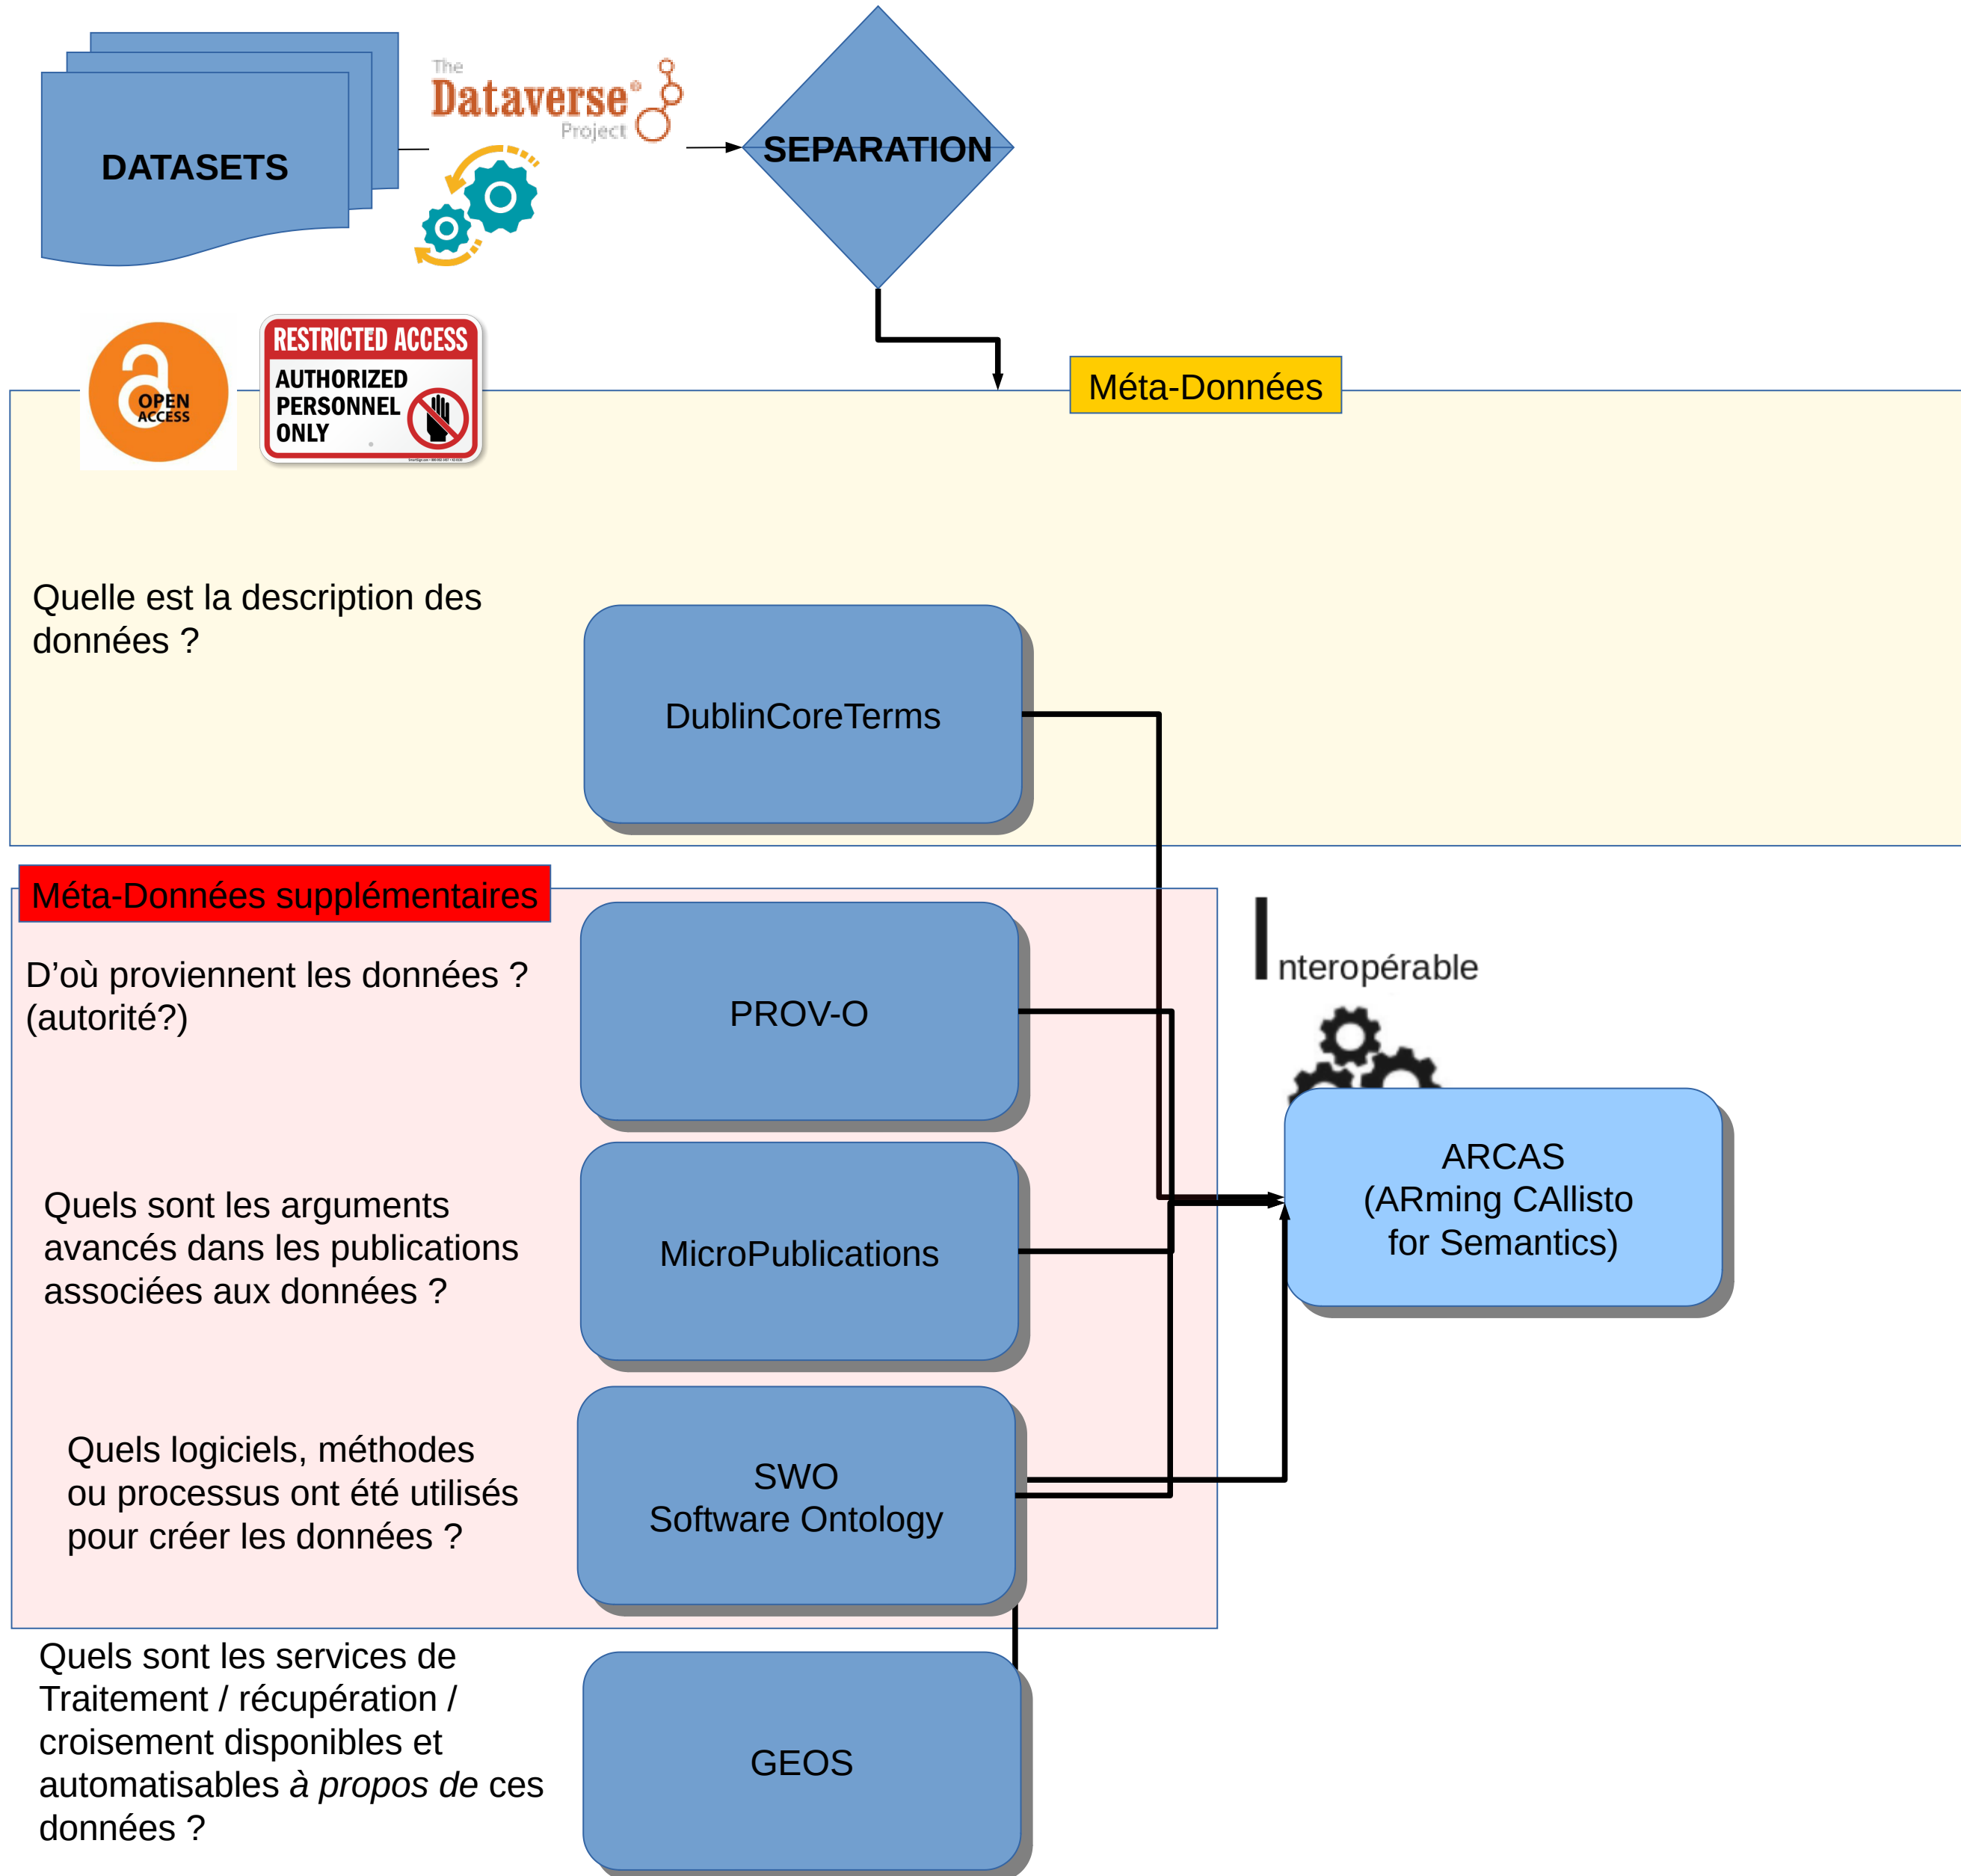 DATASETS
The
Dataverse®
Project
SEPARATION
OPEN
ACCESS
RESTRICTED ACCESS
AUTHORIZED
PERSONNEL
ONLY
Méta-Données
Quelle est la description des
données ?
DublinCoreTerms
Méta-Données supplémentaires
D’où proviennent les données ?
(autorité?)
PROV-O
Interopérable
Quels sont les arguments
avancés dans les publications
associées aux données ?
MicroPublications
ARCAS
(ARming CAllisto
for Semantics)
Quels logiciels, méthodes
ou processus ont été utilisés
pour créer les données ?
SWO
Software Ontology
Quels sont les services de
Traitement / récupération /
croisement disponibles et
automatisables à propos de ces
données ?
GEOS